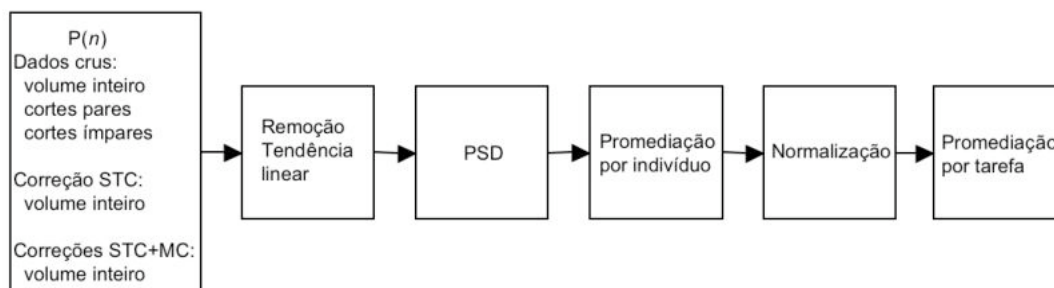 P(n)
Dados crus:
volume inteiro
cortes pares
cortes ímpares
Correção STC:
volume inteiro
Correções STC+MC:
volume inteiro
Remoção
Tendência
linear
PSD
Promediação
por indivíduo
Normalização
Promediação
por tarefa